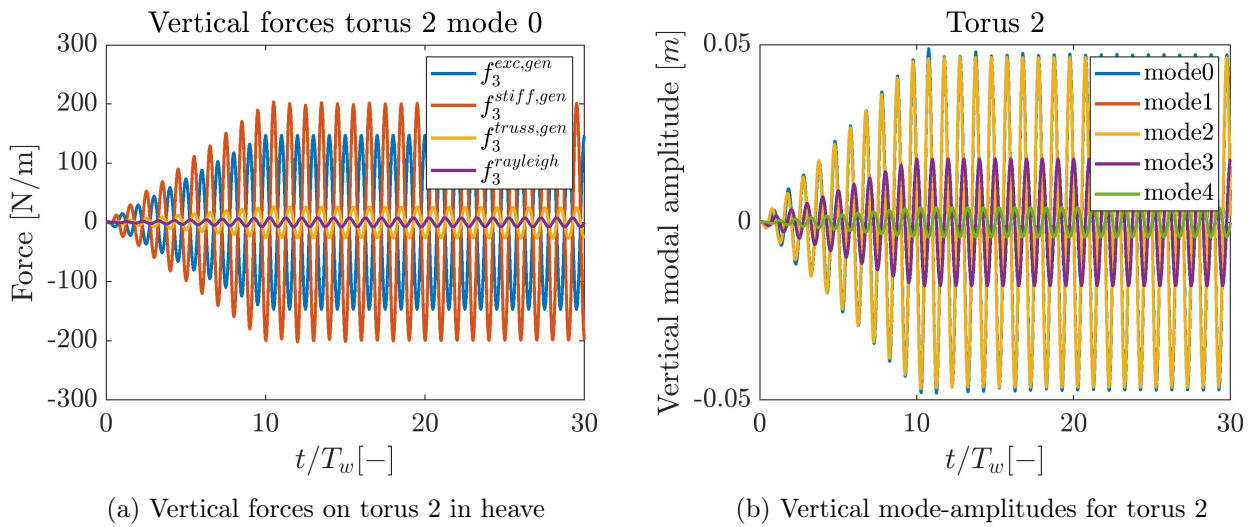 Vertical forces torus 2 mode 0
Force [N/m]
300
200
100
0
-100
-200
-300
f_3^{exc,gen}
f_3^{stiff,gen}
f_3^{truss,gen}
f_3^{rayleigh}
0 10 20 30
t/T_w[−]
(a) Vertical forces on torus 2 in heave
Torus 2
Vertical modal amplitude [m]
0.05
0
-0.05
mode0
mode1
mode2
mode3
mode4
0 10 20 30
t/T_w[−]
(b) Vertical mode-amplitudes for torus 2